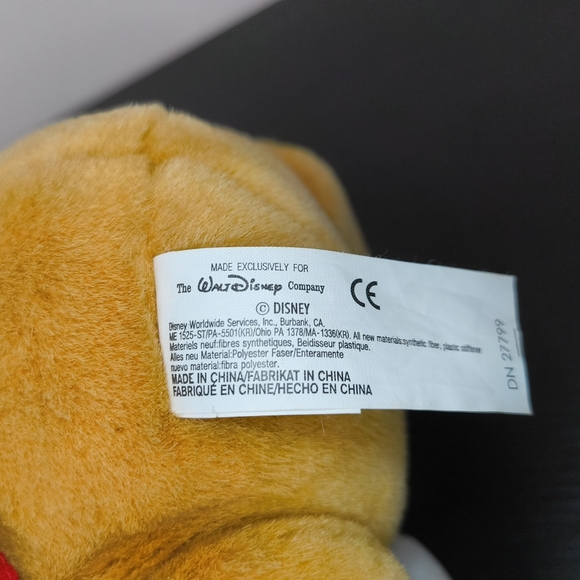 MADE EXCLUSIVELY FOR
The WALT DISNEY Company
CE
© DISNEY
Disney Worldwide Services, Inc., Burbank, CA.
ME 1525-ST/PA-5501(KR)/Ohio PA 1378/MA-1336(KR). All new materials:synthetic fiber, plastic stiffener
Materiels neuf:fibres synthetiques, Beidisseur plastique.
Alles neu Material:Polyester Faser/Enteramente
nuevo material:fibra polyester.
MADE IN CHINA/FABRIKAT IN CHINA
FABRIQUÉ EN CHINE/HECHO EN CHINA
DN 27799